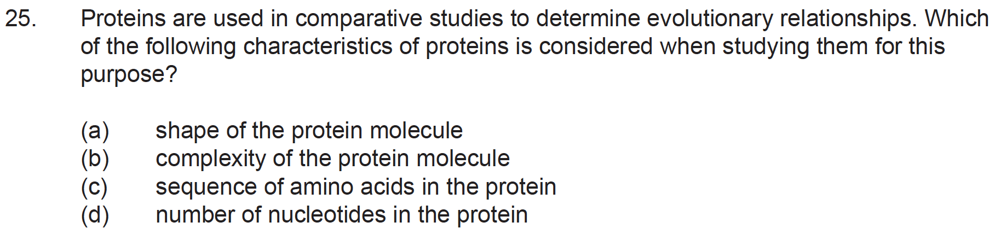 25. Proteins are used in comparative studies to determine evolutionary relationships. Which
of the following characteristics of proteins is considered when studying them for this
purpose?
(a) shape of the protein molecule
(b) complexity of the protein molecule
(c) sequence of amino acids in the protein
(d) number of nucleotides in the protein